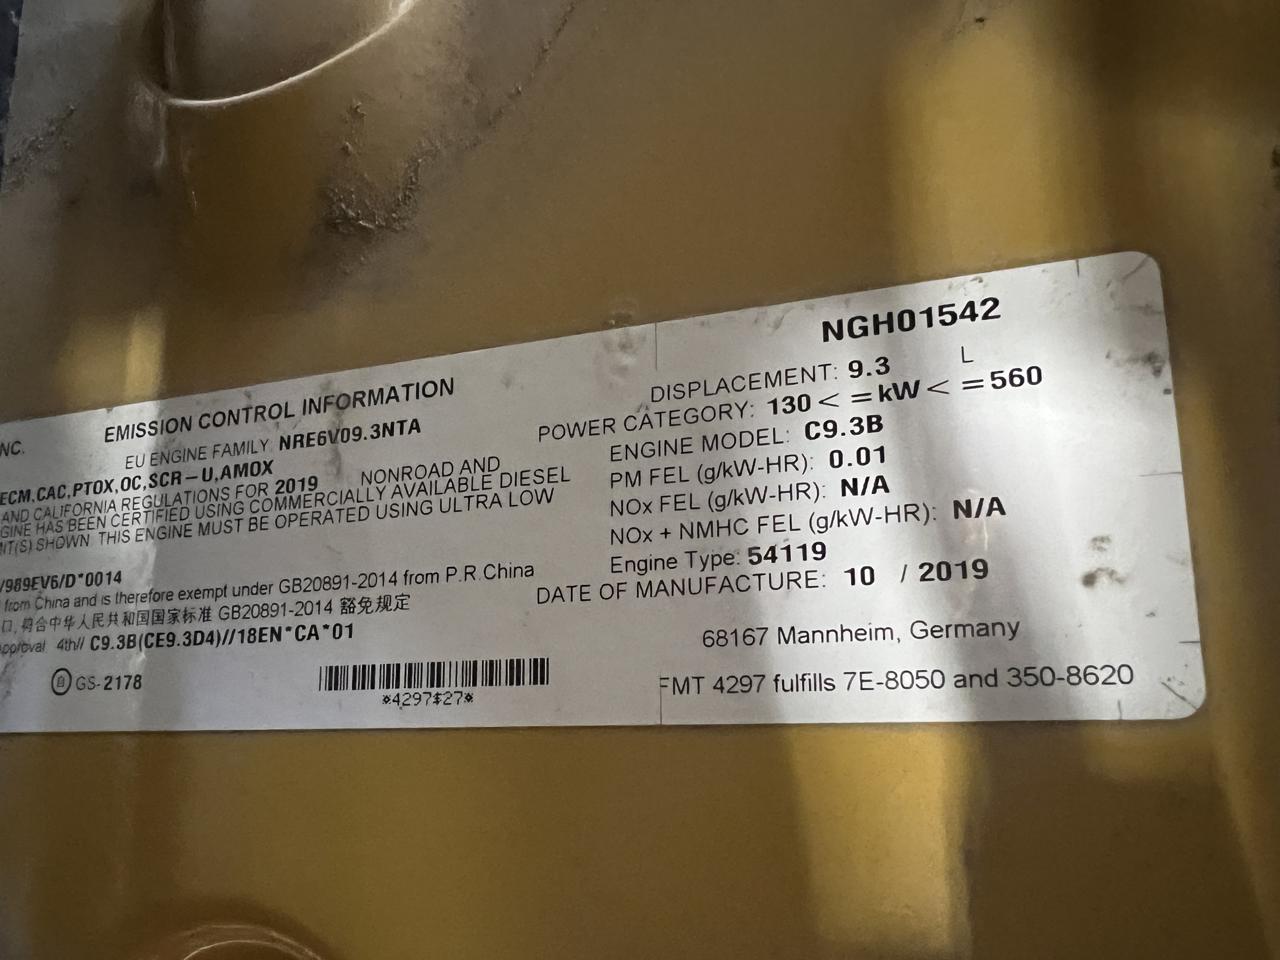 NGH01542
EMISSION CONTROL INFORMATION
NC.
EU ENGINE FAMILY NRE6V09.3NTA
ECM,CAC,PTOX,OC,SCR-U,AMOX
AND CALIFORNIA REGULATIONS FOR 2019 NONROAD AND
GINE HAS BEEN CERTIFIED USING COMMERCIALLY AVAILABLE DIESEL
IT(S) SHOWN. THIS ENGINE MUST BE OPERATED USING ULTRA LOW
/989EV6/D*0014
from China and is therefore exempt under GB20891-2014 from P.R.China
口, 符合中华人民共和国国家标准 GB20891-2014 豁免规定
4th// C9.3B(CE9.3D4)//18EN*CA*01
GS-2178
*4297$27*
DISPLACEMENT: 9.3 L
POWER CATEGORY: 130 < = kW < = 560
ENGINE MODEL: C9.3B
PM FEL (g/kW-HR): 0.01
NOx FEL (g/kW-HR): N/A
NOx + NMHC FEL (g/kW-HR): N/A
Engine Type: 54119
DATE OF MANUFACTURE: 10 / 2019
68167 Mannheim, Germany
FMT 4297 fulfills 7E-8050 and 350-8620